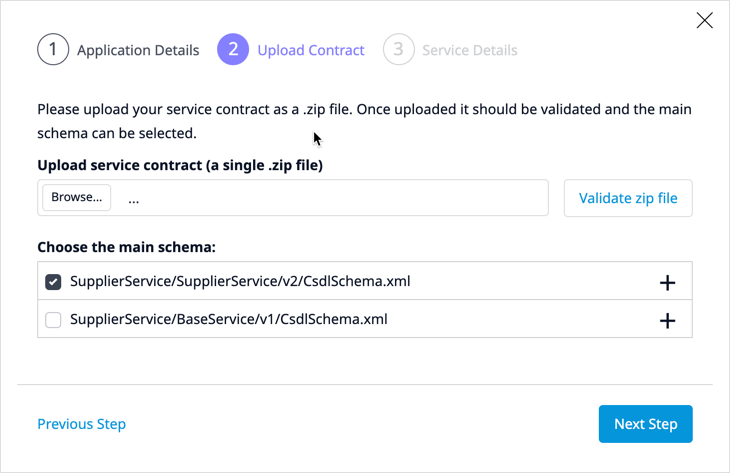 1 Application Details 2 Upload Contract 3 Service Details
Please upload your service contract as a .zip file. Once uploaded it should be validated and the main
schema can be selected.
Upload service contract (a single .zip file)
Browse... ... Validate zip file
Choose the main schema:
SupplierService/SupplierService/v2/CsdlSchema.xml
SupplierService/BaseService/v1/CsdlSchema.xml
Previous Step Next Step